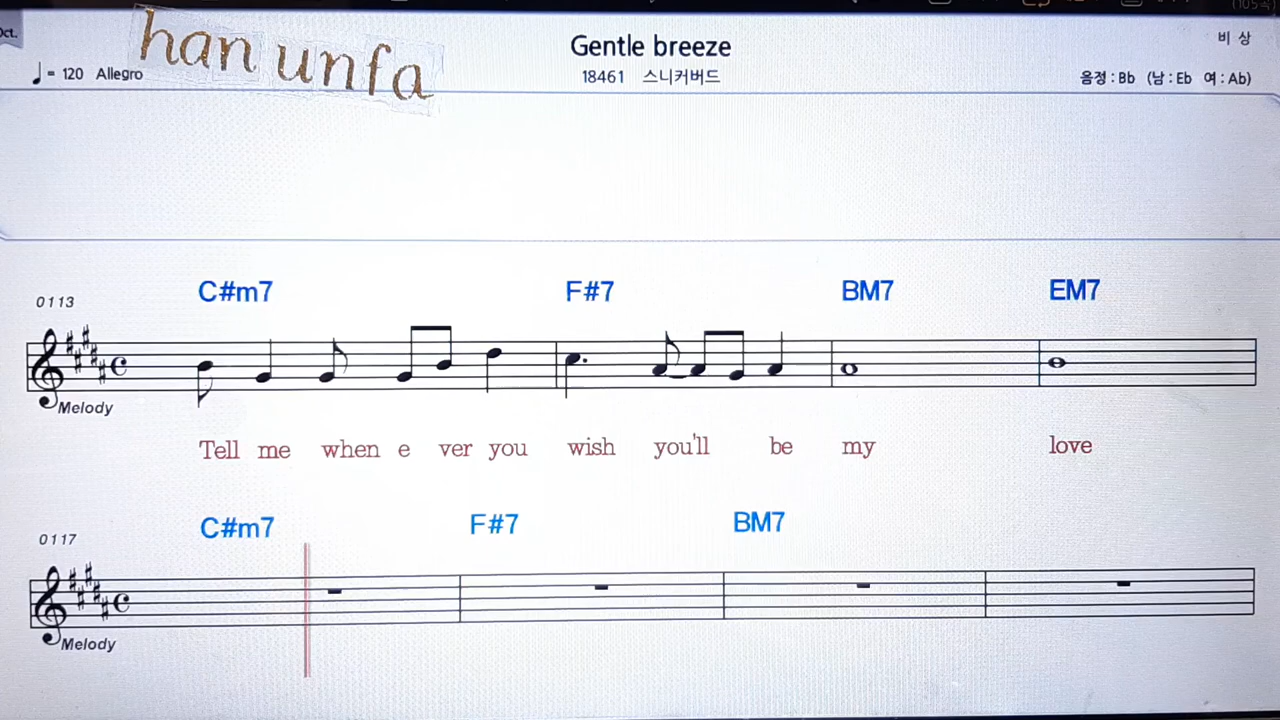 Oct.
han unfa
Gentle breeze
비 상
= 120 Allegro
18461 스니커버드
음정 : Bb (남 : Eb 여 : Ab)
0113
C#m7 F#7 BM7 EM7
Melody
Tell me when e ver you wish you'll be my love
0117
C#m7 F#7 BM7
Melody